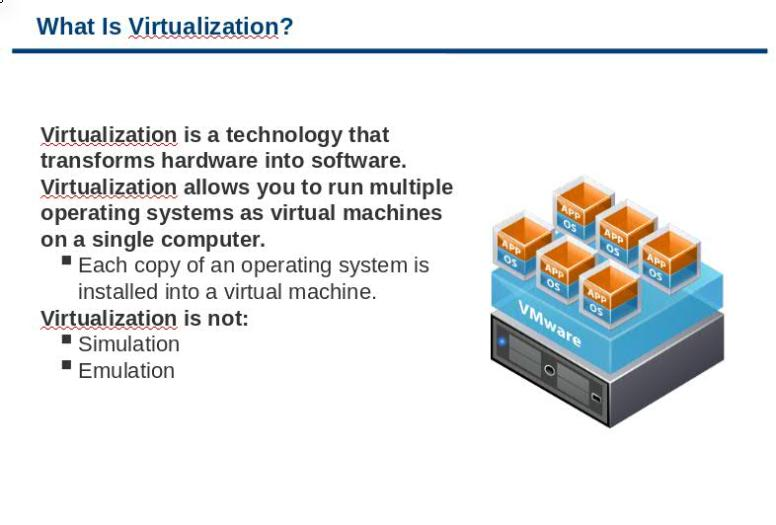 What Is Virtualization?
Virtualization is a technology that
transforms hardware into software.
Virtualization allows you to run multiple
operating systems as virtual machines
on a single computer.
Each copy of an operating system is
installed into a virtual machine.
Virtualization is not:
Simulation
Emulation
APP
OS
APP
OS
APP
OS
APP
OS
APP
OS
APP
OS
VMware